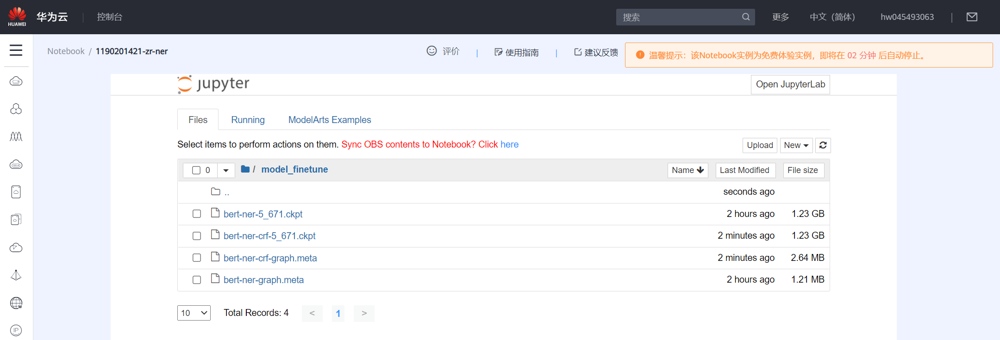 HUAWEI
华为云
控制台
搜索
更多
中文（简体）
hw045493063
Notebook / 1190201421-zr-ner
评价
使用指南
建议反馈
温馨提示：该Notebook实例为免费体验实例，即将在 02 分钟 后自动停止。
jupyter
Open JupyterLab
Files
Running
ModelArts Examples
Select items to perform actions on them. Sync OBS contents to Notebook? Click here
Upload
New
0
/ model_finetune
Name
Last Modified
File size
..
seconds ago
bert-ner-5_671.ckpt
2 hours ago
1.23 GB
bert-ner-crf-5_671.ckpt
2 minutes ago
1.23 GB
bert-ner-crf-graph.meta
2 minutes ago
2.64 MB
bert-ner-graph.meta
2 hours ago
1.21 MB
10
Total Records: 4
<
1
>
W
IP